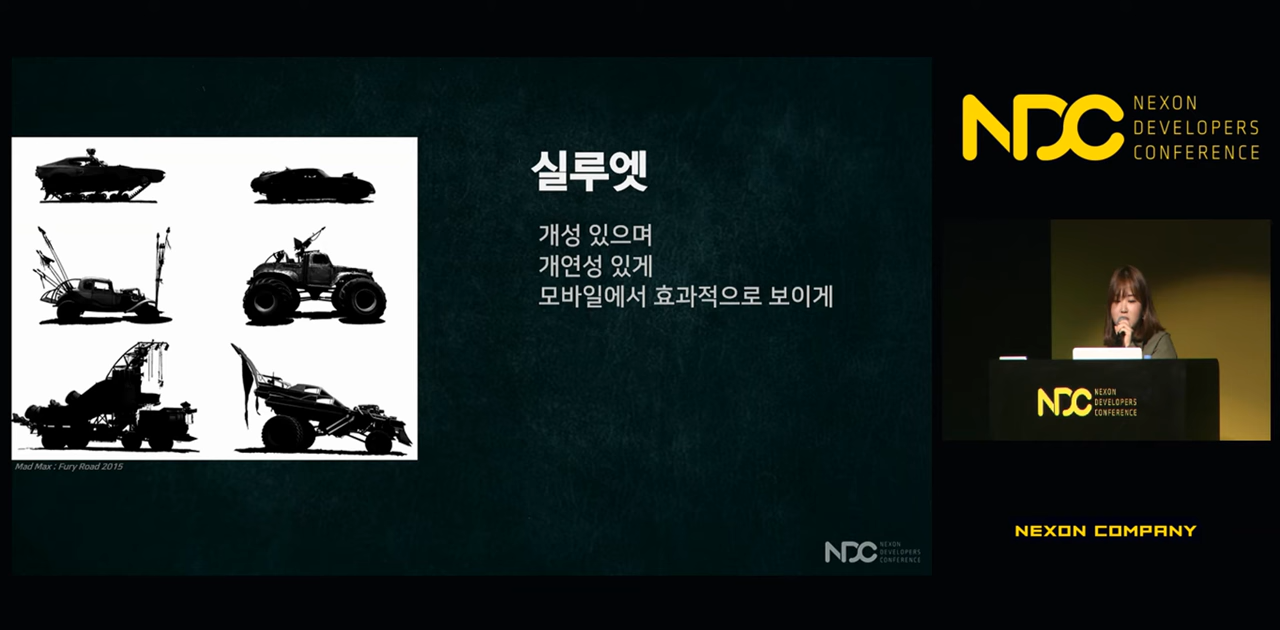 실루엣
개성 있으며
개연성 있게
모바일에서 효과적으로 보이게
Mad Max : Fury Road 2015
NDC NEXON DEVELOPERS CONFERENCE
NDC
NEXON
DEVELOPERS
CONFERENCE
NDC
NEXON
DEVELOPERS
CONFERENCE
NEXON COMPANY